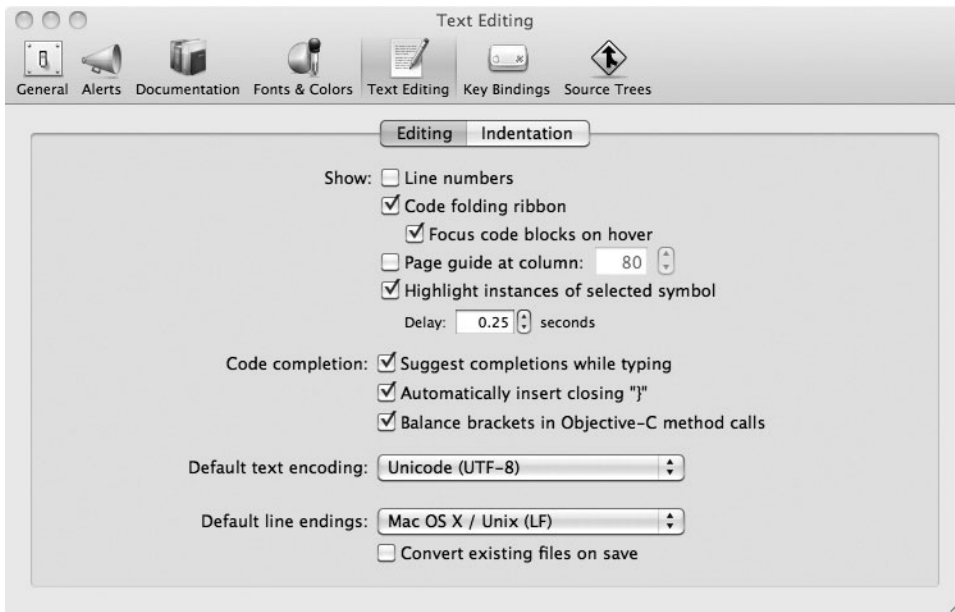 Text Editing
General Alerts Documentation Fonts & Colors Text Editing Key Bindings Source Trees
Editing Indentation
Show: Line numbers
Code folding ribbon
Focus code blocks on hover
Page guide at column: 80
Highlight instances of selected symbol
Delay: 0.25 seconds
Code completion: Suggest completions while typing
Automatically insert closing "}"
Balance brackets in Objective-C method calls
Default text encoding: Unicode (UTF-8)
Default line endings: Mac OS X / Unix (LF)
Convert existing files on save